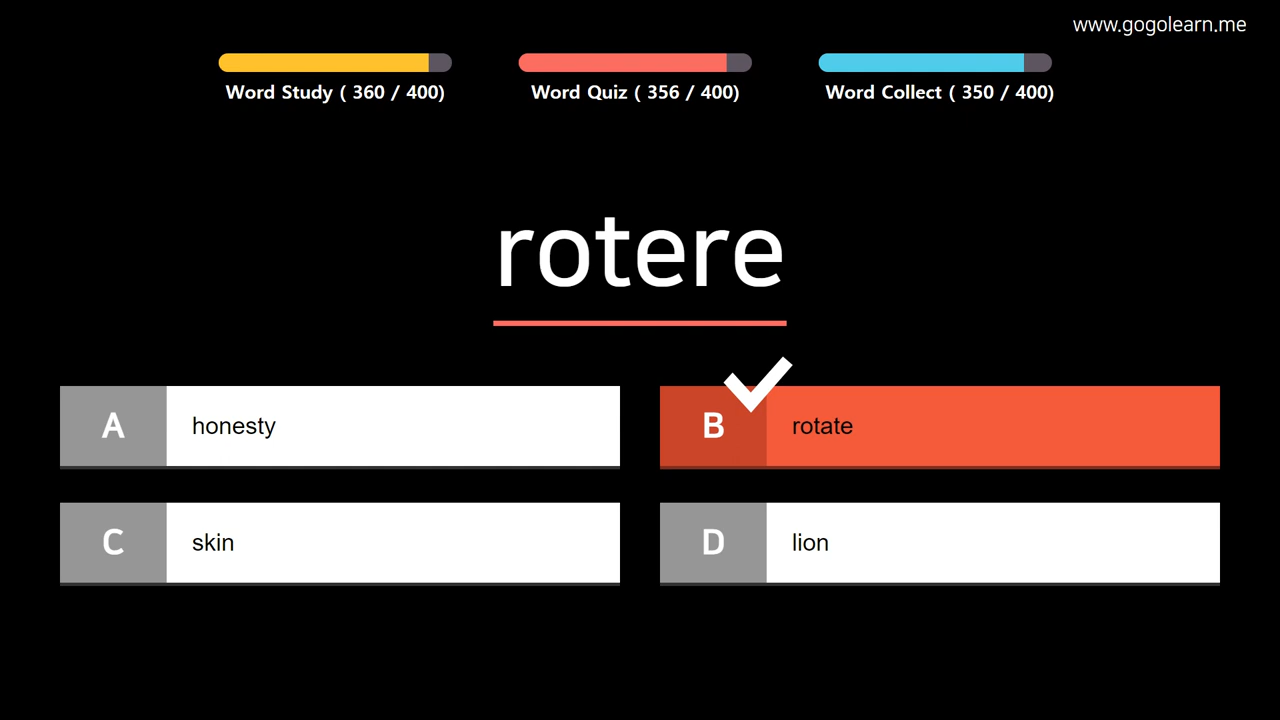 www.gogolearn.me
Word Study ( 360 / 400)
Word Quiz ( 356 / 400)
Word Collect ( 350 / 400)
rotere
A honesty
B rotate
C skin
D lion